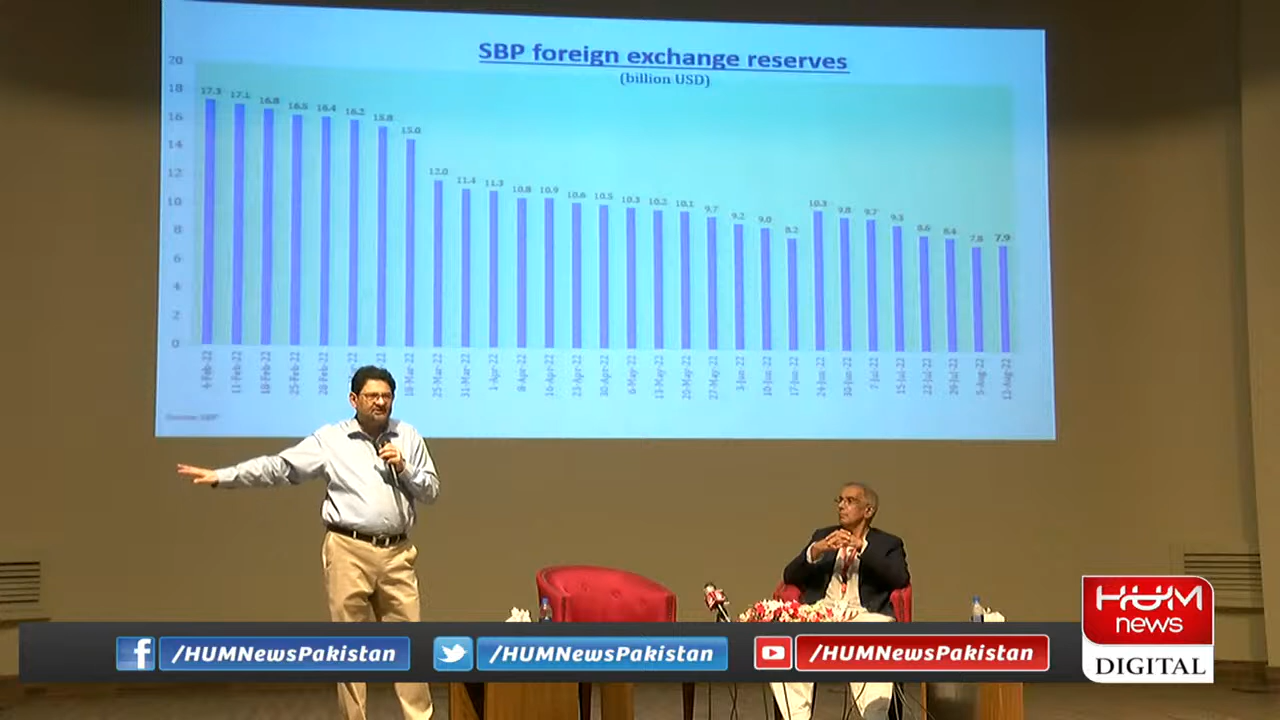 SBP foreign exchange reserves
(billion USD)
20
18
16
14
12
10
8
6
4
2
0
17.3 17.1 16.8 16.5 16.4 16.2 15.8 15.0 12.0 11.4 11.3 10.8 10.9 10.6 10.5 10.3 10.2 10.1 9.7 9.2 9.0 8.2 10.3 9.8 9.7 9.3 8.6 8.4 7.8 7.9
4-Feb-22 11-Feb-22 18-Feb-22 25-Feb-22 28-Feb-22 18-Mar-22 25-Mar-22 31-Mar-22 1-Apr-22 8-Apr-22 16-Apr-22 23-Apr-22 30-Apr-22 6-May-22 13-May-22 20-May-22 27-May-22 3-Jun-22 10-Jun-22 17-Jun-22 24-Jun-22 30-Jun-22 7-Jul-22 15-Jul-22 22-Jul-22 29-Jul-22 5-Aug-22 13-Aug-22
f /HUMNewsPakistan
/HUMNewsPakistan
/HUMNewsPakistan
HUM
news
DIGITAL